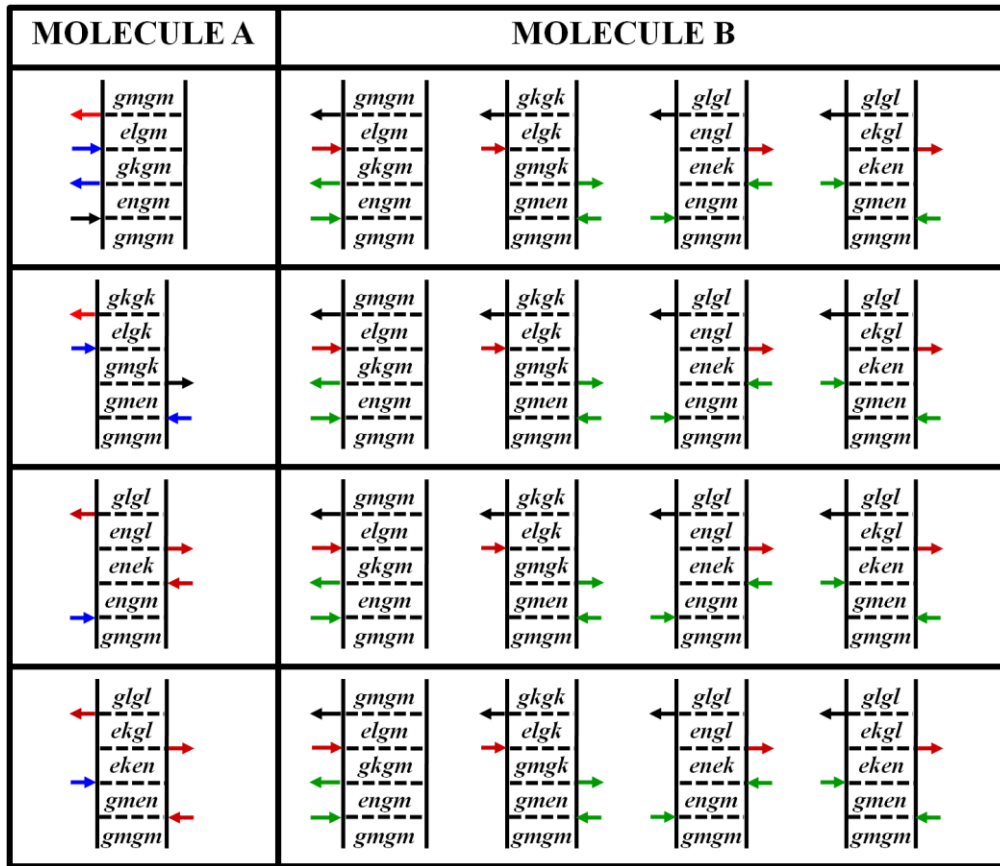 MOLECULE A MOLECULE B
gmgm gmgm gkgk glgl glgl
elgm elgm elgk engl ekgl
gkgm gkgm gmgk enek eken
engm engm gmen engm gmen
gmgm gmgm gmgm gmgm gmgm
gkgk gmgm gkgk glgl glgl
elgk elgm elgk engl ekgl
gmgk gkgm gmgk enek eken
gmen engm gmen engm gmen
gmgm gmgm gmgm gmgm gmgm
glgl gmgm gkgk glgl glgl
engl elgm elgk engl ekgl
enek gkgm gmgk enek eken
engm engm gmen engm gmen
gmgm gmgm gmgm gmgm gmgm
glgl gmgm gkgk glgl glgl
ekgl elgm elgk engl ekgl
eken gkgm gmgk enek eken
gmen engm gmen engm gmen
gmgm gmgm gmgm gmgm gmgm